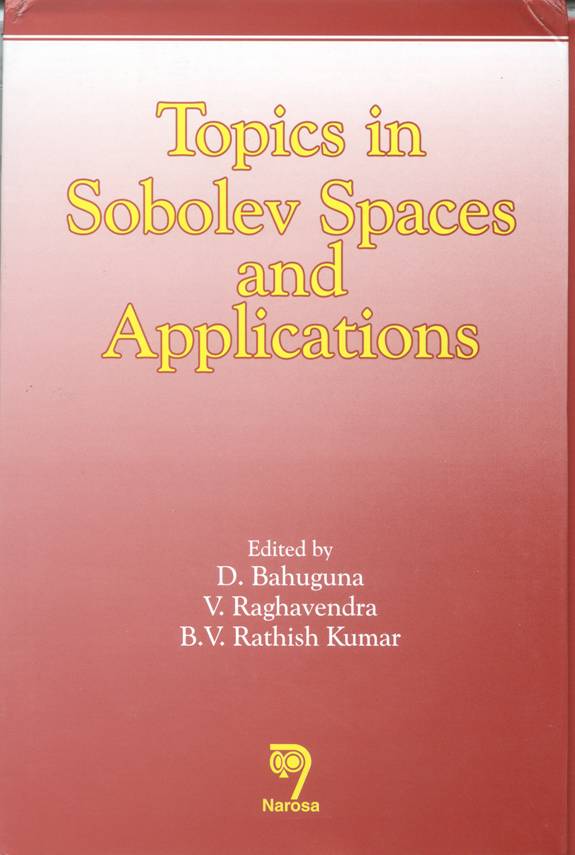 Topics in
Sobolev Spaces
and
Applications
Edited by
D. Bahuguna
V. Raghavendra
B.V. Rathish Kumar
Narosa